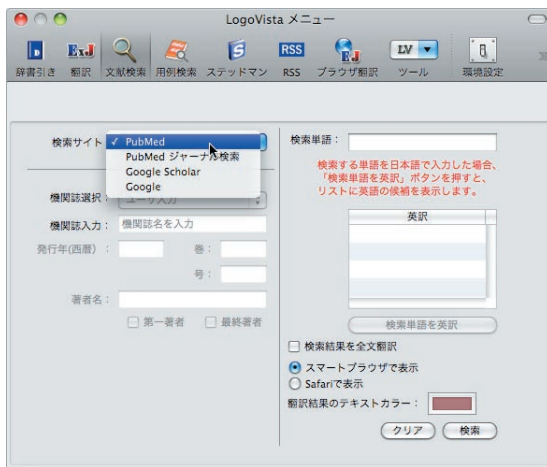 LogoVista メニュー
辞書引き 翻訳 文献検索 用例検索 ステッドマン RSS ブラウザ翻訳 ツール 環境設定
検索サイト
✓ PubMed
PubMed ジャーナル検索
Google Scholar
Google
機関誌選択： ユーザ入力
機関誌入力： 機関誌名を入力
発行年(西暦)： 巻：
号：
著者名：
第一著者 最終著者
検索単語：
検索する単語を日本語で入力した場合、
「検索単語を英訳」ボタンを押すと、
リストに英語の候補を表示します。
英訳
検索単語を英訳
検索結果を全文翻訳
スマートブラウザで表示
Safariで表示
翻訳結果のテキストカラー：
クリア 検索